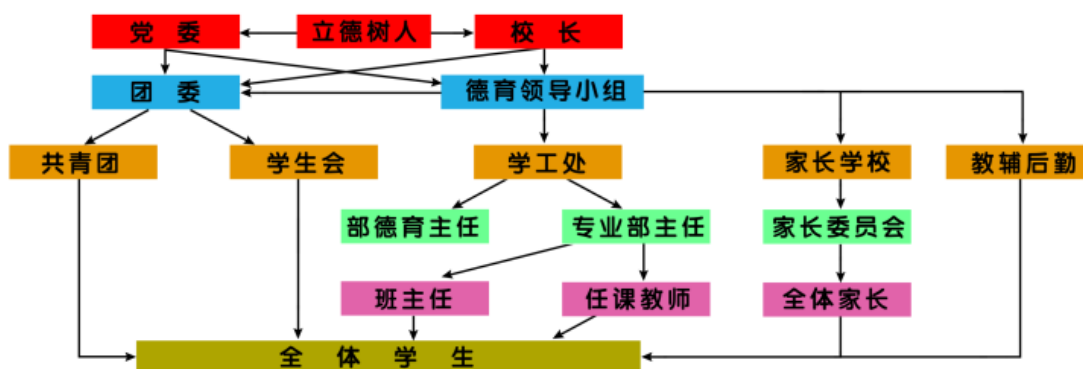 党 委 立德树人 校 长
团 委 德育领导小组
共青团 学生会 学工处 家长学校 教辅后勤
部德育主任 专业部主任 家长委员会
班主任 任课教师 全体家长
全 体 学 生